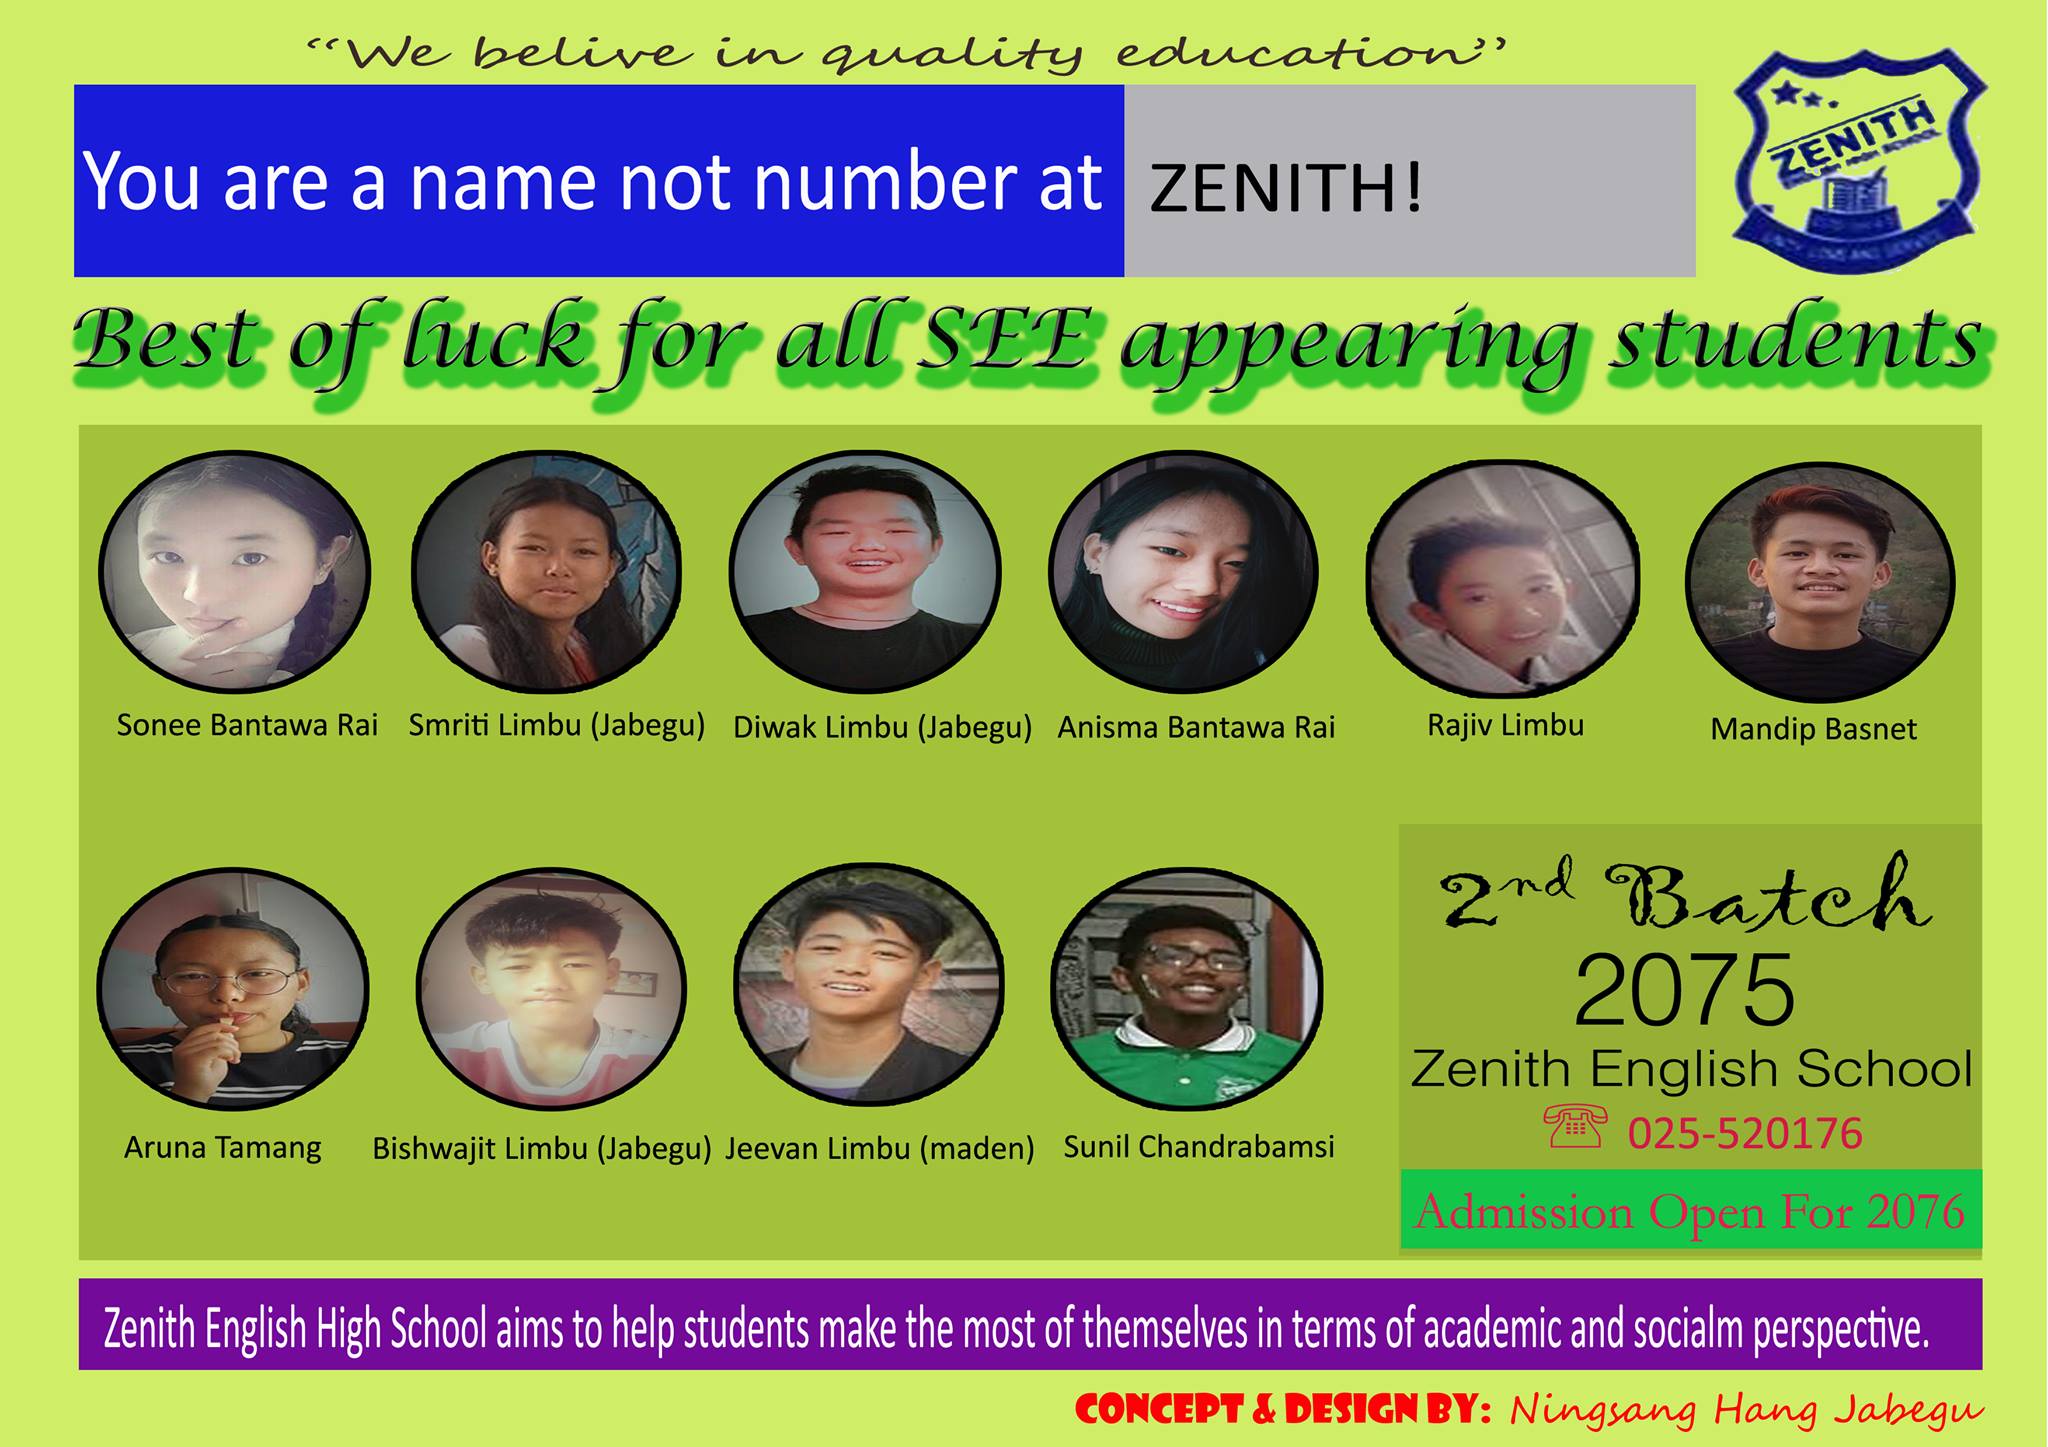 “We belive in quality education”
You are a name not number at ZENITH!
ZENITH
HIGH SCHOOL
Best of luck for all SEE appearing students
Sonee Bantawa Rai
Smriti Limbu (Jabegu)
Diwak Limbu (Jabegu)
Anisma Bantawa Rai
Rajiv Limbu
Mandip Basnet
Aruna Tamang
Bishwajit Limbu (Jabegu)
Jeevan Limbu (maden)
Sunil Chandrabamsi
2nd Batch
2075
Zenith English School
☏ 025-520176
Admission Open For 2076
Zenith English High School aims to help students make the most of themselves in terms of academic and socialm perspective.
CONCEPT & DESIGN BY: Ningsang Hang Jabegu